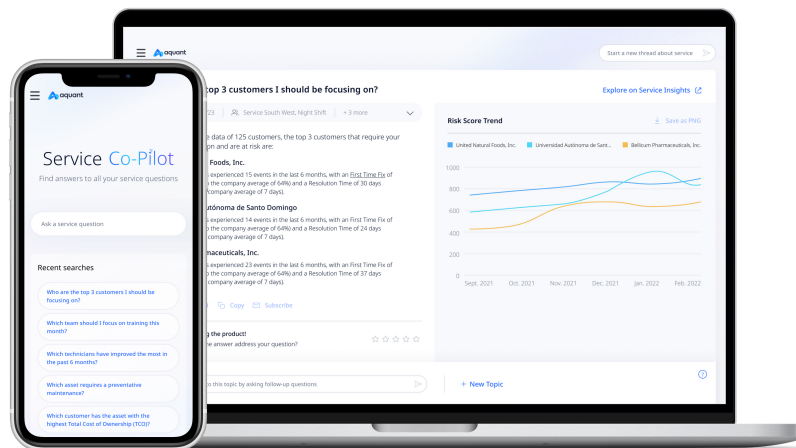 aquant
Service Co-Pilot
Find answers to all your service questions
Ask a service question
Recent searches
Who are the top 3 customers I should be
focusing on?
Which team should I focus on training this
month?
Which technicians have improved the most in
the past 6 months?
Which asset requires a preventative
maintenance?
Which customer has the asset with the
highest Total Cost of Ownership (TCO)?
aquant
Start a new thread about service
top 3 customers I should be focusing on?
Explore on Service Insights
23
Service South West, Night Shift
+ 3 more
data of 125 customers, the top 3 customers that require your
and are at risk are:
Foods, Inc.
experienced 15 events in the last 6 months, with an First Time Fix of
the company average of 64%) and a Resolution Time of 30 days
company average of 7 days).
utónoma de Santo Domingo
experienced 14 events in the last 6 months, with an First Time Fix of
the company average of 64%) and a Resolution Time of 24 days
company average of 7 days).
maceuticals, Inc.
experienced 23 events in the last 6 months, with an First Time Fix of
the company average of 64%) and a Resolution Time of 37 days
company average of 7 days).
Copy
Subscribe
g the product!
e answer address your question?
to this topic by asking follow-up questions
+ New Topic
?
Risk Score Trend
Save as PNG
United Natural Foods, Inc.
Universidad Autónoma de Sant...
Bellicum Pharmaceuticals, Inc.
1000
800
600
400
200
0
Sept. 2021
Oct. 2021
Nov. 2021
Dec. 2021
Jan. 2022
Feb. 2022